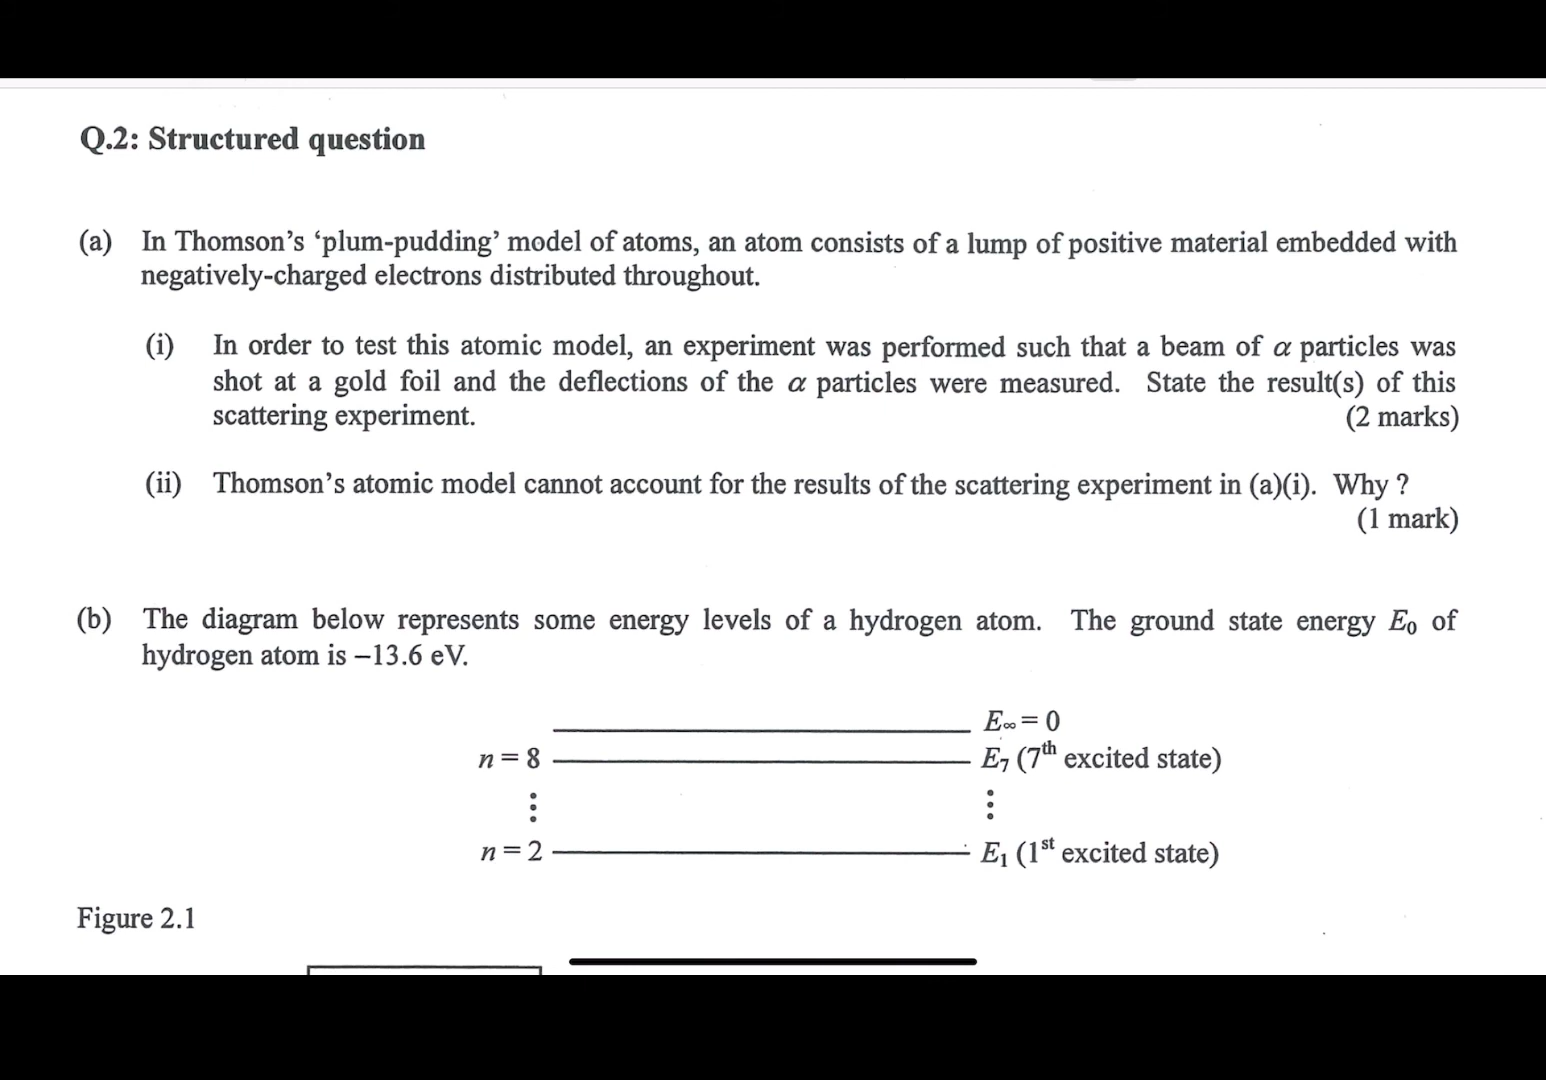 Q.2: Structured question
(a) In Thomson's ‘plum-pudding’ model of atoms, an atom consists of a lump of positive material embedded with
negatively-charged electrons distributed throughout.
(i) In order to test this atomic model, an experiment was performed such that a beam of α particles was
shot at a gold foil and the deflections of the α particles were measured. State the result(s) of this
scattering experiment. (2 marks)
(ii) Thomson's atomic model cannot account for the results of the scattering experiment in (a)(i). Why ?
(1 mark)
(b) The diagram below represents some energy levels of a hydrogen atom. The ground state energy E₀ of
hydrogen atom is –13.6 eV.
E∞ = 0
n = 8 E₇ (7th excited state)
n = 2 E₁ (1st excited state)
Figure 2.1